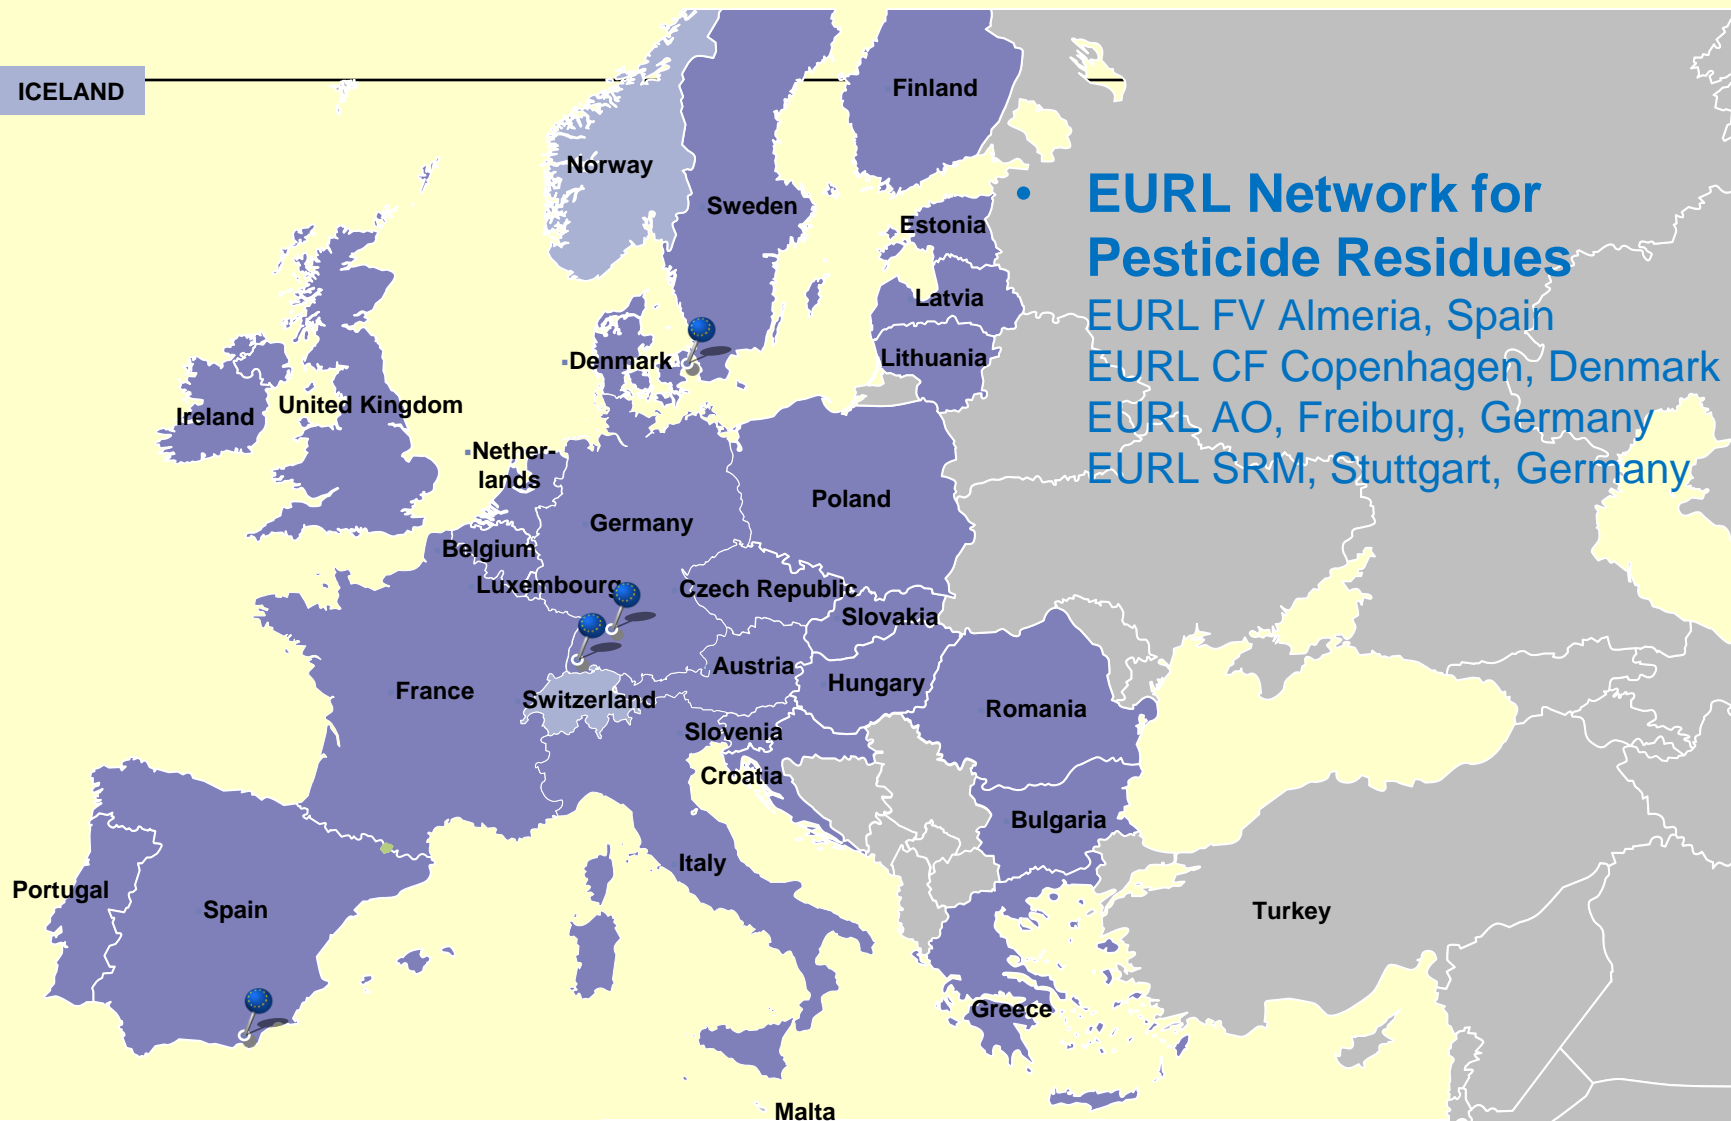 ICELAND
Finland
Norway
Sweden
Estonia
• EURL Network for
Pesticide Residues
EURL FV Almeria, Spain
EURL CF Copenhagen, Denmark
EURL AO, Freiburg, Germany
EURL SRM, Stuttgart, Germany
Latvia
Lithuania
Denmark
Ireland
United Kingdom
Nether-
lands
Poland
Germany
Belgium
Luxembourg
Czech Republic
Slovakia
Austria
Hungary
France
Switzerland
Romania
Slovenia
Croatia
Bulgaria
Italy
Portugal
Spain
Turkey
Greece
Malta